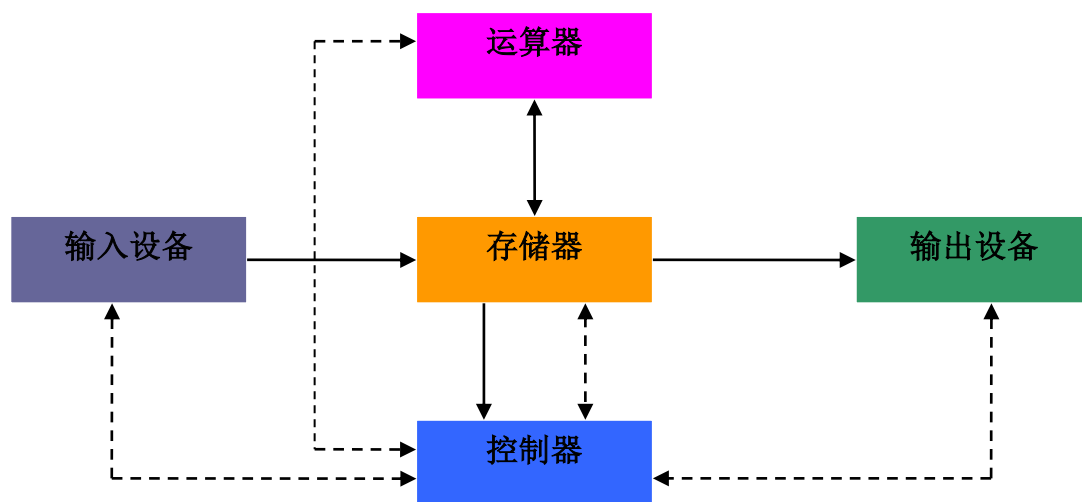 运算器
输入设备
存储器
输出设备
控制器